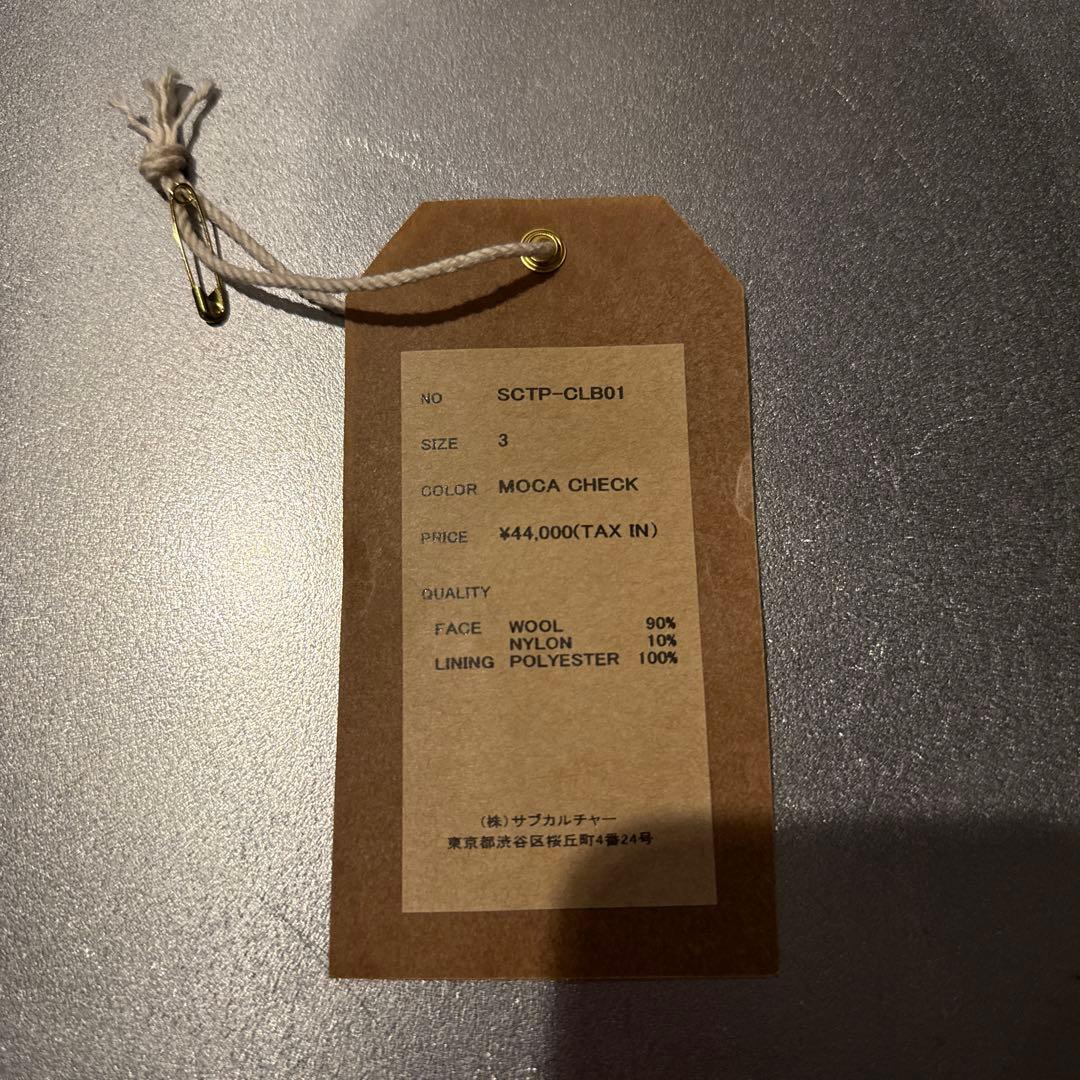 NO SCTP-CLB01
SIZE 3
COLOR MOCA CHECK
PRICE ¥44,000(TAX IN)
QUALITY
FACE WOOL 90%
NYLON 10%
LINING POLYESTER 100%
(株)サブカルチャー
東京都渋谷区桜丘町4番24号